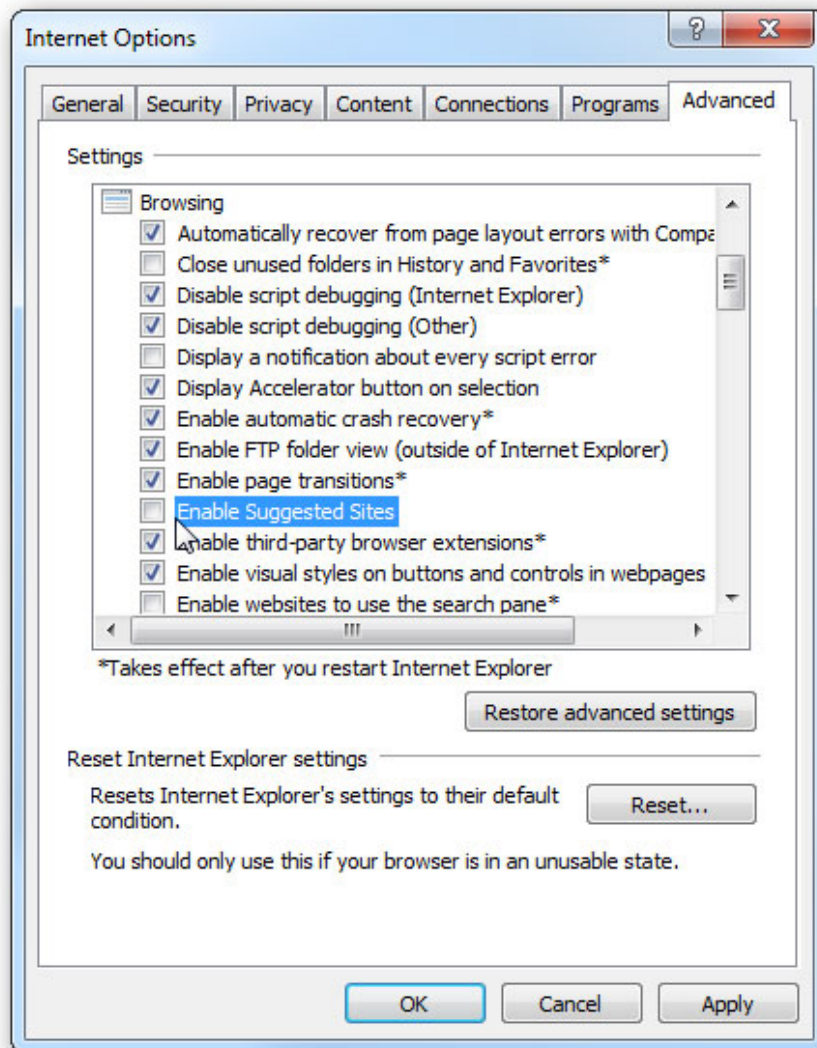 Internet Options
General Security Privacy Content Connections Programs Advanced
Settings
Browsing
Automatically recover from page layout errors with Compa
Close unused folders in History and Favorites*
Disable script debugging (Internet Explorer)
Disable script debugging (Other)
Display a notification about every script error
Display Accelerator button on selection
Enable automatic crash recovery*
Enable FTP folder view (outside of Internet Explorer)
Enable page transitions*
Enable Suggested Sites
Enable third-party browser extensions*
Enable visual styles on buttons and controls in webpages
Enable websites to use the search pane*
*Takes effect after you restart Internet Explorer
Restore advanced settings
Reset Internet Explorer settings
Resets Internet Explorer's settings to their default
condition.
Reset...
You should only use this if your browser is in an unusable state.
OK Cancel Apply